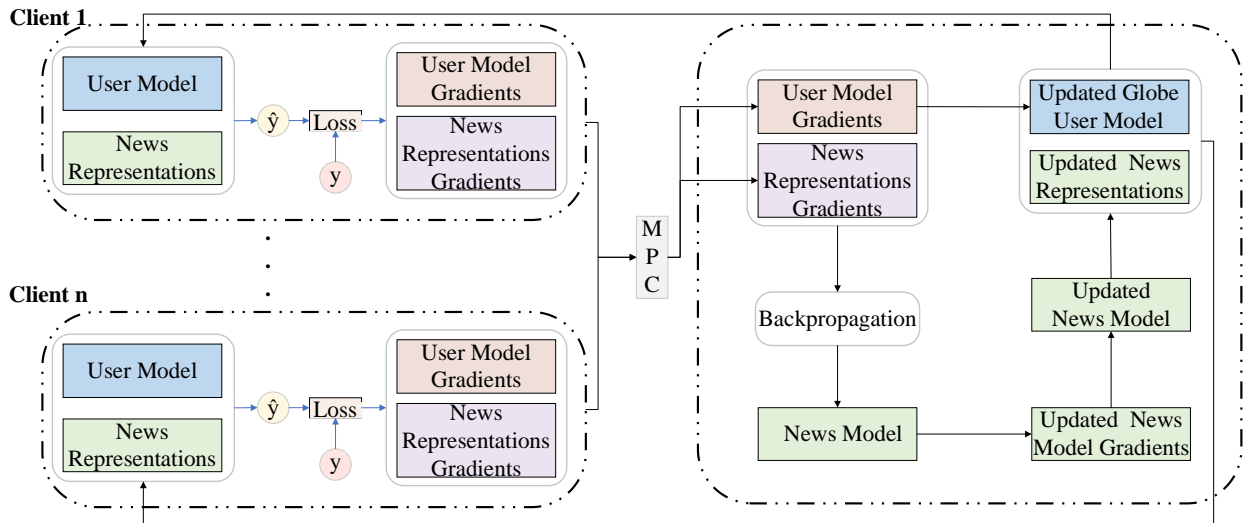 Client 1
User Model
News
Representations
ŷ
Loss
y
User Model
Gradients
News
Representations
Gradients
Client n
User Model
News
Representations
ŷ
Loss
y
User Model
Gradients
News
Representations
Gradients
M
P
C
User Model
Gradients
News
Representations
Gradients
Backpropagation
News Model
Updated Globe
User Model
Updated News
Representations
Updated
News Model
Updated News
Model Gradients